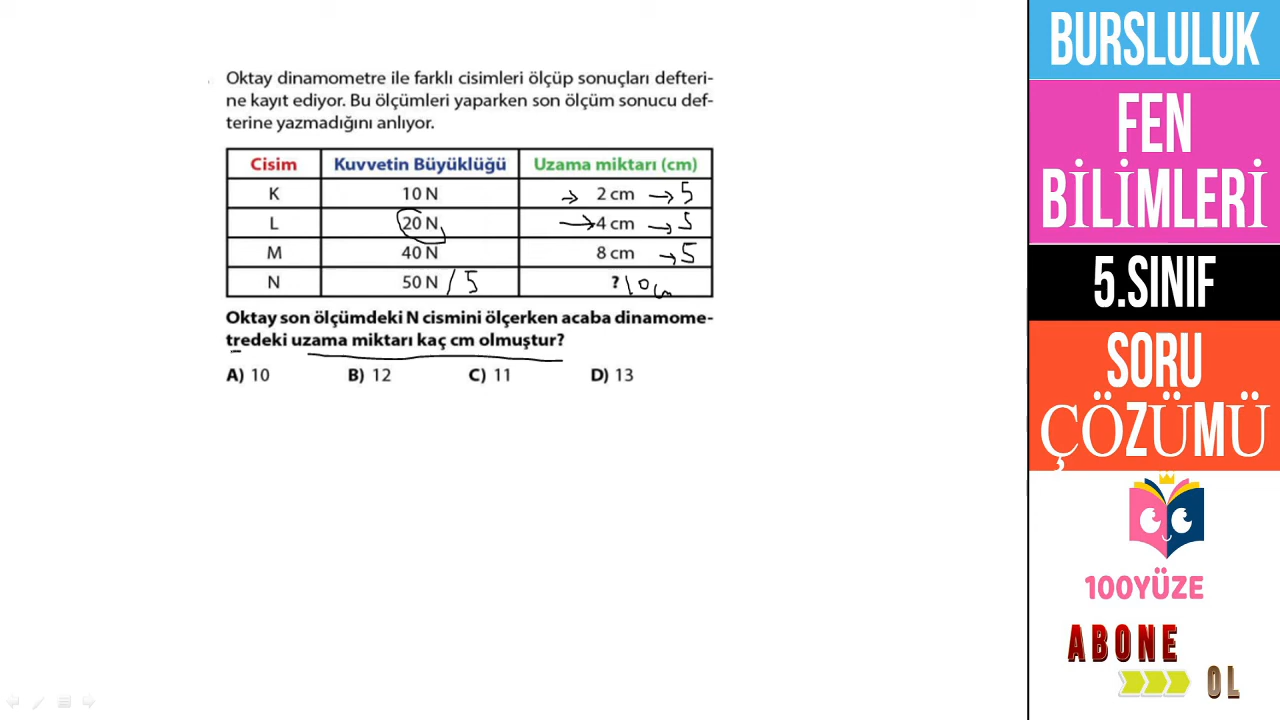 Oktay dinamometre ile farklı cisimleri ölçüp sonuçları defteri-
ne kayıt ediyor. Bu ölçümleri yaparken son ölçüm sonucu def-
terine yazmadığını anlıyor.
Cisim Kuvvetin Büyüklüğü Uzama miktarı (cm)
K 10 N → 2 cm → 5
L 20 N → 4 cm → 5
M 40 N 8 cm → 5
N 50 N / 5 ? 10 cm
Oktay son ölçümdeki N cismini ölçerken acaba dinamome-
tredeki uzama miktarı kaç cm olmuştur?
A) 10 B) 12 C) 11 D) 13
BURSLULUK
FEN
BİLİMLERİ
5.SINIF
SORU
ÇÖZÜMÜ
100YÜZE
ABONE
OL